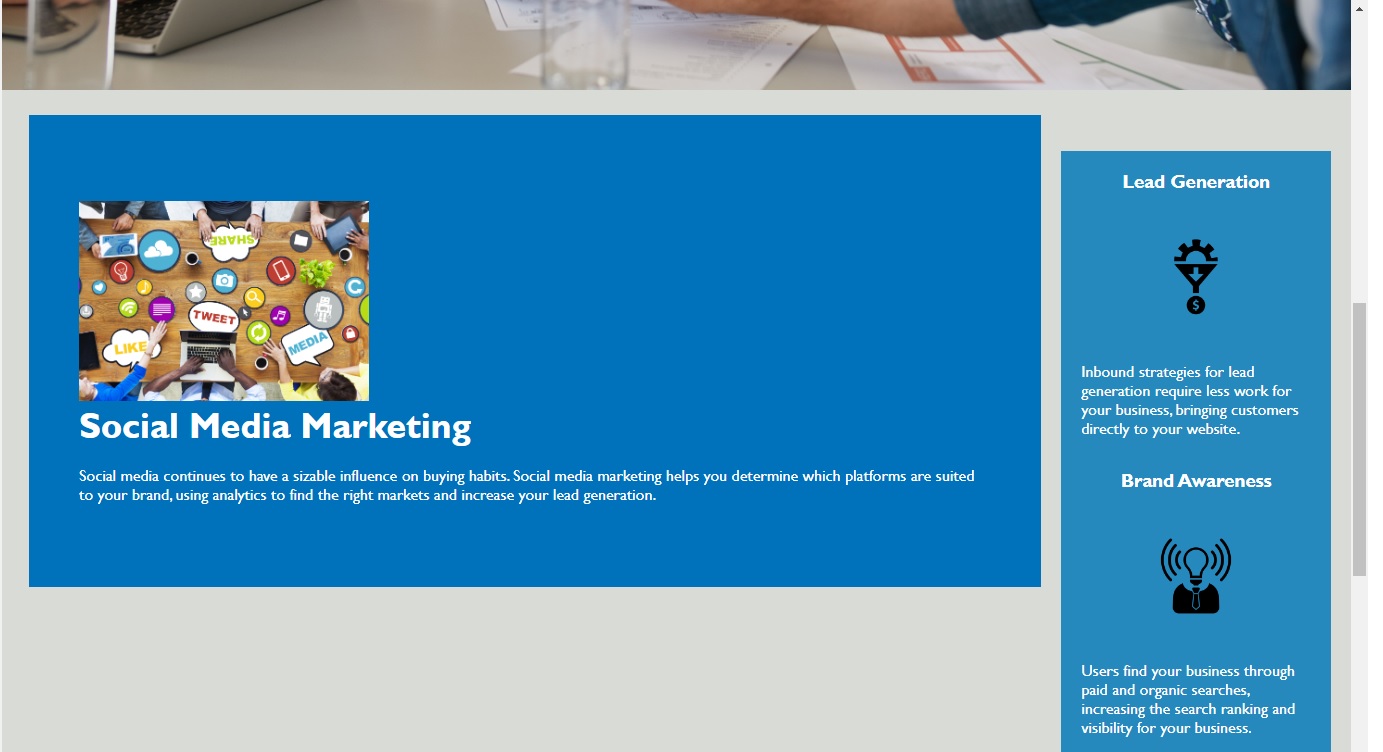 SHARE
TWEET
LIKE
MEDIA
Social Media Marketing
Social media continues to have a sizable influence on buying habits. Social media marketing helps you determine which platforms are suited
to your brand, using analytics to find the right markets and increase your lead generation.
Lead Generation
$
Inbound strategies for lead
generation require less work for
your business, bringing customers
directly to your website.
Brand Awareness
Users find your business through
paid and organic searches,
increasing the search ranking and
visibility for your business.